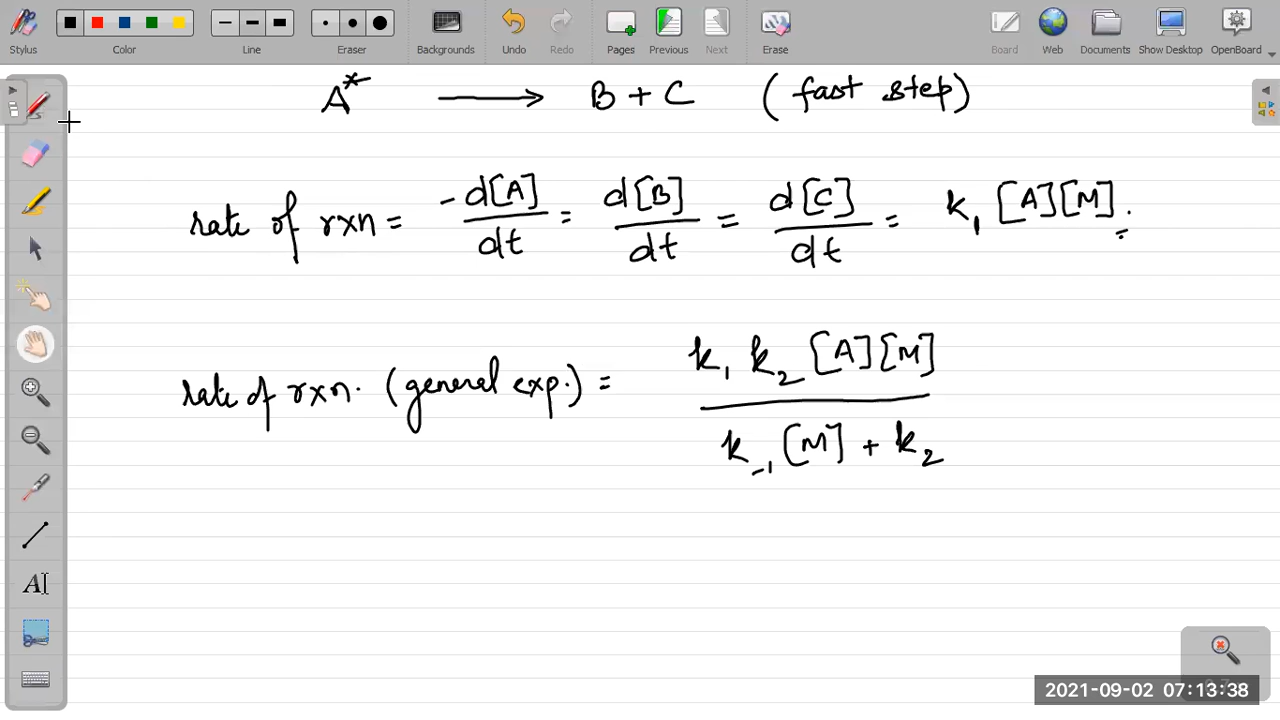 Stylus Color Line Eraser Backgrounds Undo Redo Pages Previous Next Erase Board Web Documents Show Desktop OpenBoard
A* ⟶ B + C (fast step)
rate of rxn = -d[A]/dt = d[B]/dt = d[C]/dt = k₁ [A][M].
rate of rxn. (general exp.) = k₁ k₂ [A][M] / k₋₁ [M] + k₂
2021-09-02 07:13:38